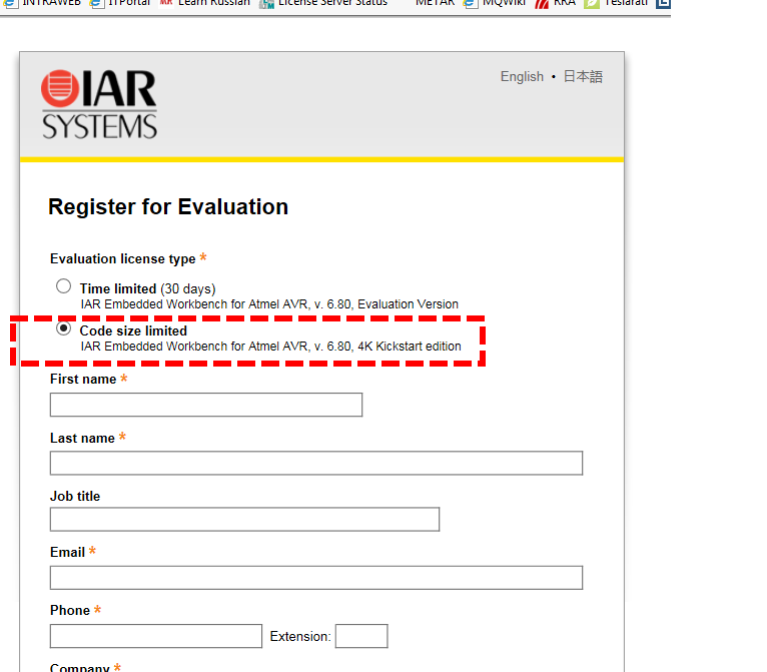 INTRAWEB ITPortal Learn Russian License Server Status METAR MQWiki RRA Teslarati
IAR
SYSTEMS
English • 日本語
Register for Evaluation
Evaluation license type *
Time limited (30 days)
IAR Embedded Workbench for Atmel AVR, v. 6.80, Evaluation Version
Code size limited
IAR Embedded Workbench for Atmel AVR, v. 6.80, 4K Kickstart edition
First name *
Last name *
Job title
Email *
Phone *
Extension:
Company *